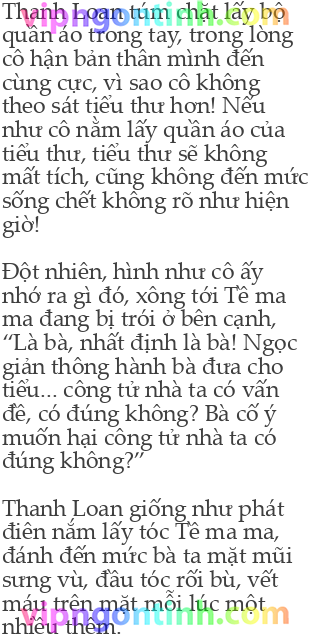 Thanh Loan túm chặt lấy bộ
quần áo trong tay, trong lòng
cô hận bản thân mình đến
cùng cực, vì sao cô không
theo sát tiểu thư hơn! Nếu
như cô nắm lấy quần áo của
tiểu thư, tiểu thư sẽ không
mất tích, cũng không đến mức
sống chết không rõ như hiện
giờ!
Đột nhiên, hình như cô ấy
nhớ ra gì đó, xông tới Tề ma
ma đang bị trói ở bên cạnh,
“Là bà, nhất định là bà! Ngọc
giản thông hành bà đưa cho
tiểu... công tử nhà ta có vấn
đề, có đúng không? Bà cố ý
muốn hại công tử nhà ta có
đúng không?”
Thanh Loan giống như phát
điên nắm lấy tóc Tề ma ma,
đánh đến mức bà ta mặt mũi
sưng vù, đầu tóc rối bù, vết
máu trên mặt mỗi lúc một
nhiều thêm.
vipngontinh.com
vipngontinh.com